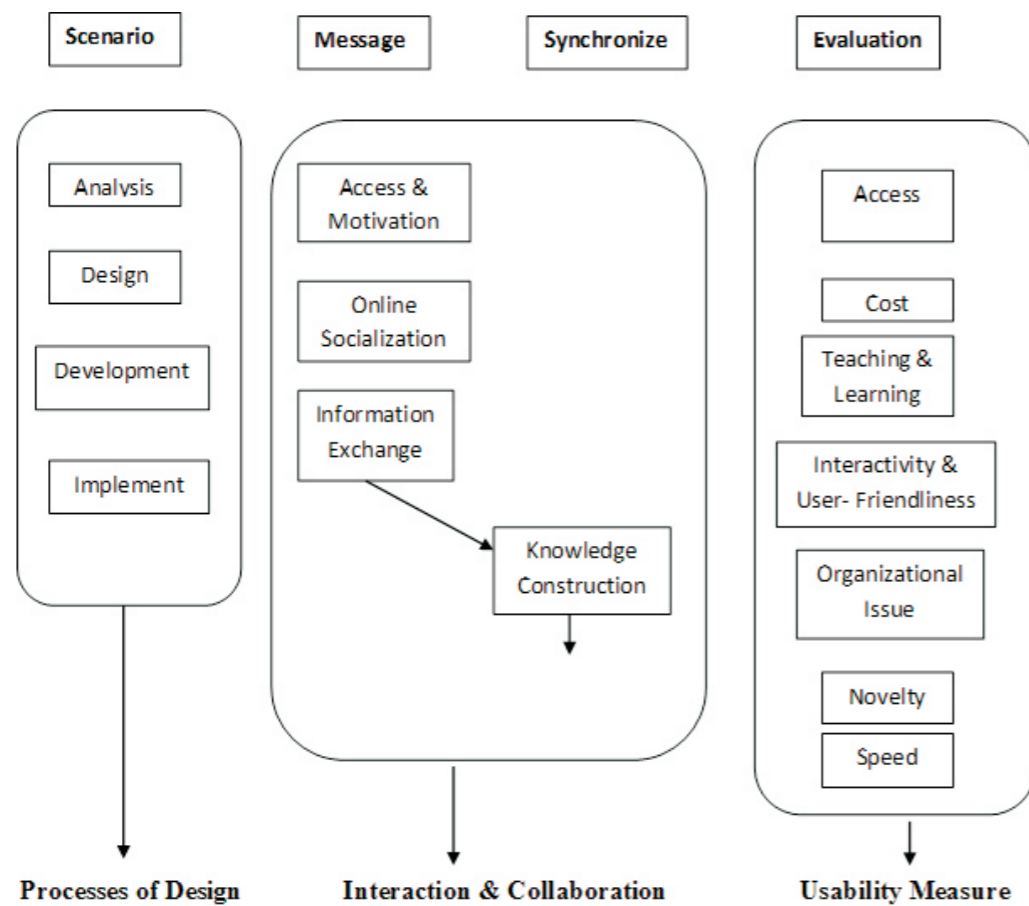 Scenario
Message
Synchronize
Evaluation
Analysis
Design
Development
Implement
Access &
Motivation
Online
Socialization
Information
Exchange
Knowledge
Construction
Access
Cost
Teaching &
Learning
Interactivity &
User- Friendliness
Organizational
Issue
Novelty
Speed
Processes of Design
Interaction & Collaboration
Usability Measure